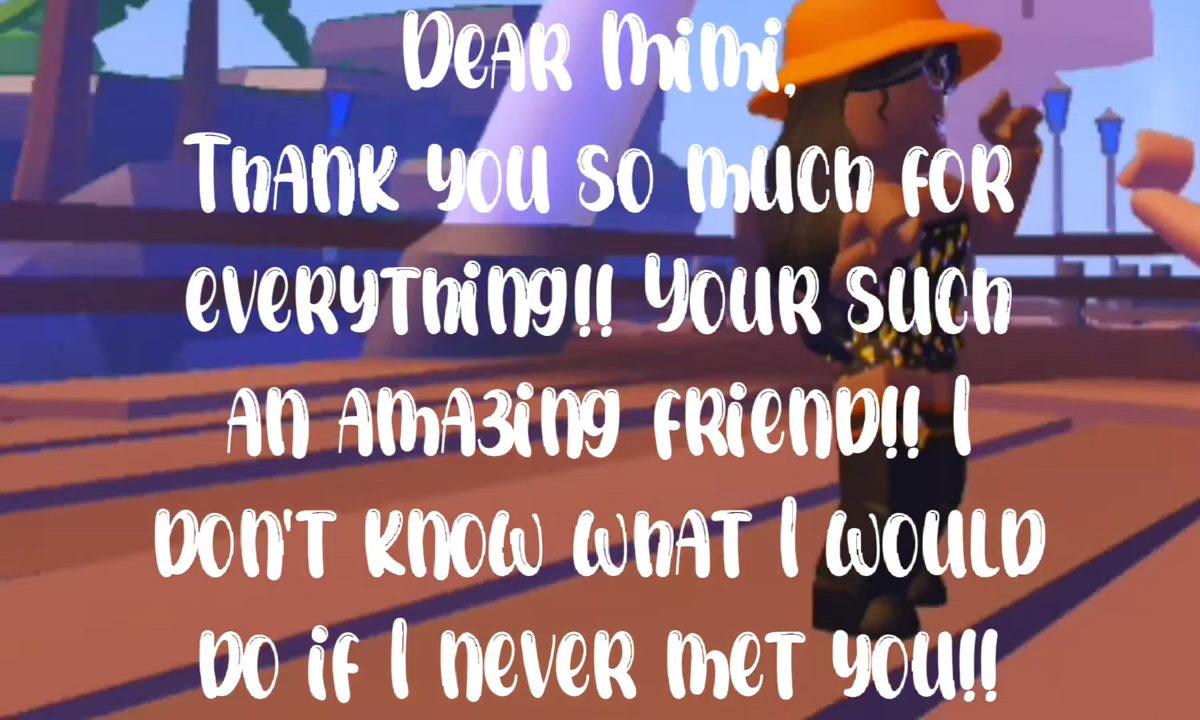 Dear Mimi,
Thank you so much for
everything!! Your such
an amazing friend!! I
don't know what I would
do if I never met you!!